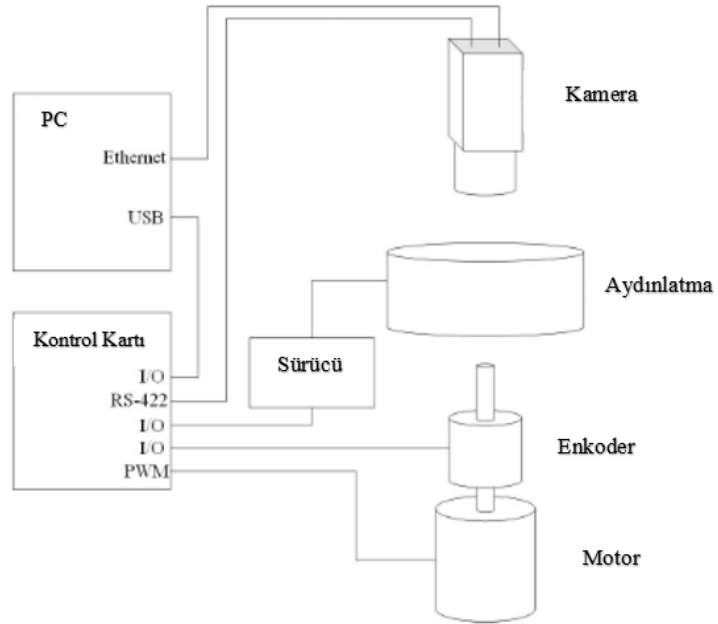 PC
Ethernet
USB
Kontrol Kartı
I/O
RS-422
I/O
I/O
PWM
Sürücü
Kamera
Aydınlatma
Enkoder
Motor